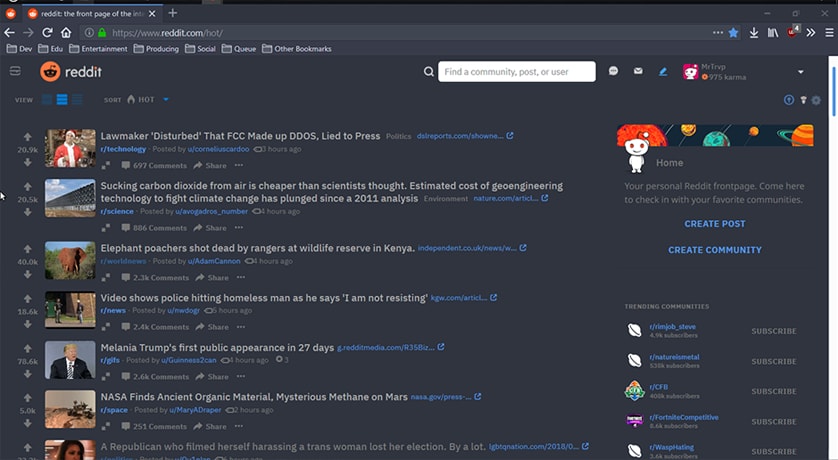 reddit: the front page of the inte
https://www.reddit.com/hot/
4
Dev Edu Entertainment Producing Social Queue Other Bookmarks
reddit
Find a community, post, or user
MrTrvp
975 karma
VIEW SORT HOT
20.9k
Lawmaker 'Disturbed' That FCC Made up DDOS, Lied to Press Politics dslreports.com/showne...
r/technology · Posted by u/corneliuscardoo 3 hours ago
697 Comments Share ...
20.5k
Sucking carbon dioxide from air is cheaper than scientists thought. Estimated cost of geoengineering
technology to fight climate change has plunged since a 2011 analysis Environment nature.com/articl...
r/science · Posted by u/avogadros_number 4 hours ago
886 Comments Share ...
40.0k
Elephant poachers shot dead by rangers at wildlife reserve in Kenya. independent.co.uk/news/w...
r/worldnews · Posted by u/AdamCannon 4 hours ago
2.3k Comments Share ...
18.6k
Video shows police hitting homeless man as he says 'I am not resisting' kgw.com/articl...
r/news · Posted by u/nwdogr 5 hours ago
2.4k Comments Share ...
78.6k
Melania Trump's first public appearance in 27 days g.redditmedia.com/R358iz...
r/gifs · Posted by u/Guinness2can 4 hours ago 3
2.6k Comments Share ...
5.0k
NASA Finds Ancient Organic Material, Mysterious Methane on Mars nasa.gov/press-...
r/space · Posted by u/MaryADraper 2 hours ago
251 Comments Share ...
A Republican who filmed herself harassing a trans woman lost her election. By a lot. lgbtqnation.com/2018/0...
Home
Your personal Reddit frontpage. Come here
to check in with your favorite communities.
CREATE POST
CREATE COMMUNITY
TRENDING COMMUNITIES
r/rimjob_steve
4.9k subscribers
SUBSCRIBE
r/natureismetal
538k subscribers
SUBSCRIBE
r/CFB
400k subscribers
SUBSCRIBE
r/FortniteCompetitive
8.6k subscribers
SUBSCRIBE
r/WaspHating
3.6k subscribers
SUBSCRIBE